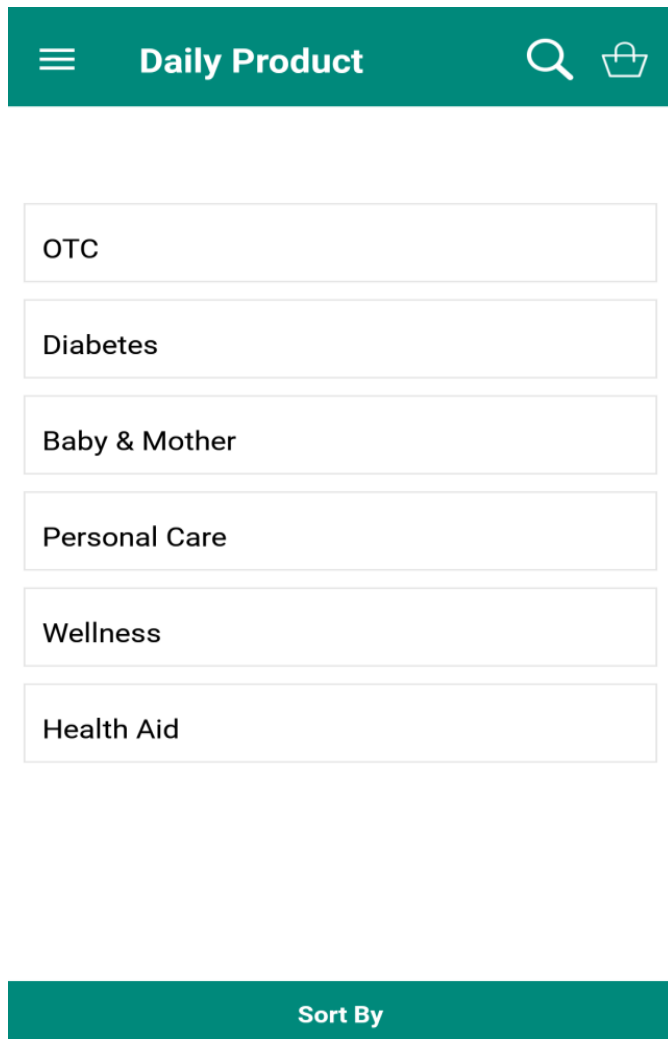 Daily Product
OTC
Diabetes
Baby & Mother
Personal Care
Wellness
Health Aid
Sort By